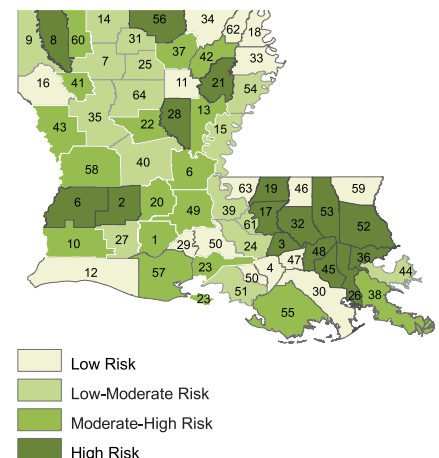 14 56 34
62 18
9 8 60 31 37 42 33
7 25
16 41 64 11 21 54
35 28 13
43 22 15
58 40 6
63 19 46 59
6 2 20 49 39 17 32 53 52
61
10 27 1 29 50 24 3 48 36
12 57 23 4 47 45 44
50 51 30 26 38
23
55
Low Risk
Low-Moderate Risk
Moderate-High Risk
High Risk